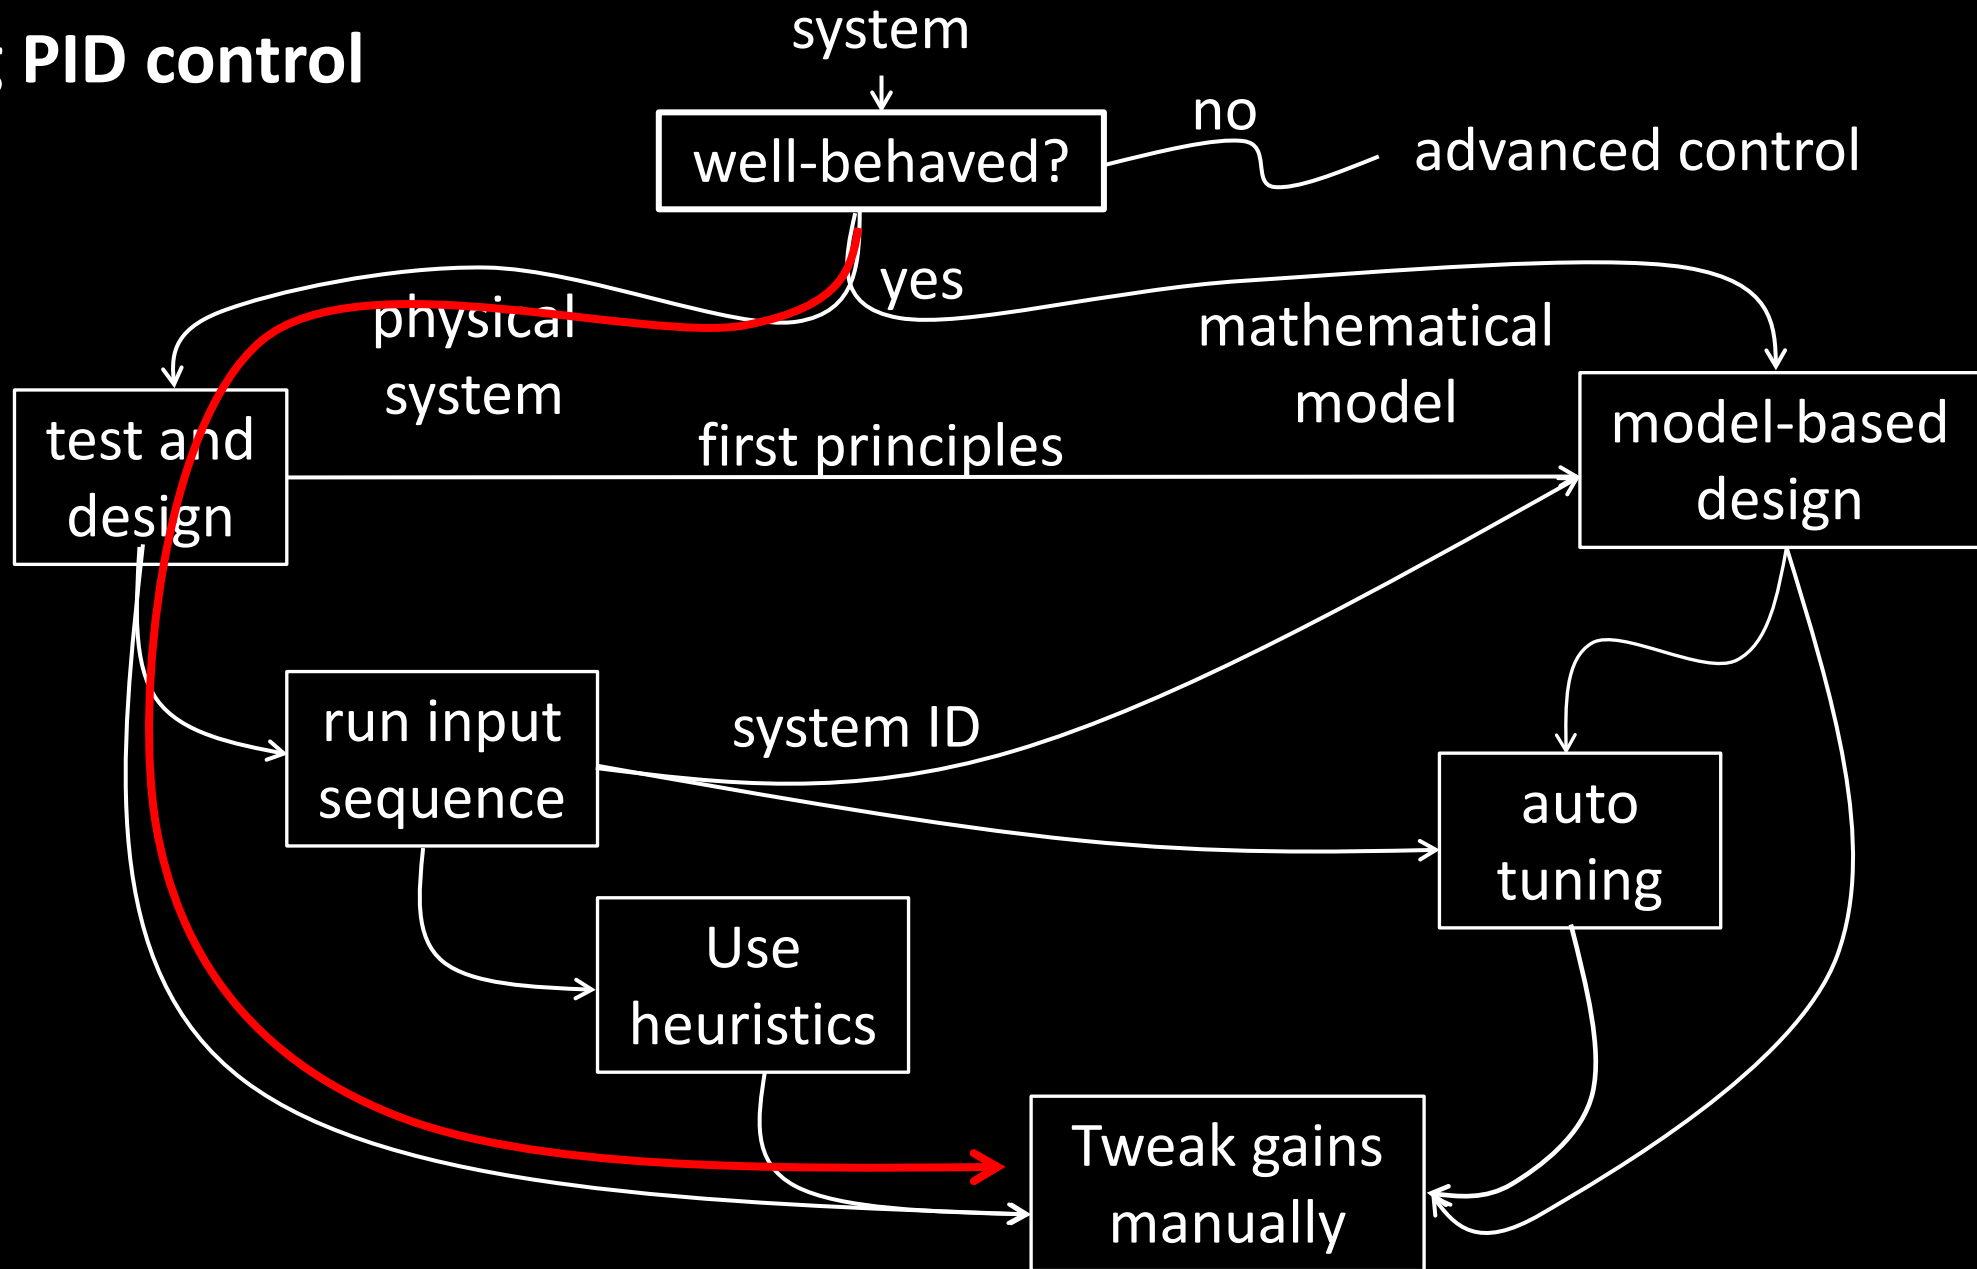 PID control
system
well-behaved?
no
advanced control
yes
physical
system
mathematical
model
test and
design
first principles
model-based
design
run input
sequence
system ID
auto
tuning
Use
heuristics
Tweak gains
manually